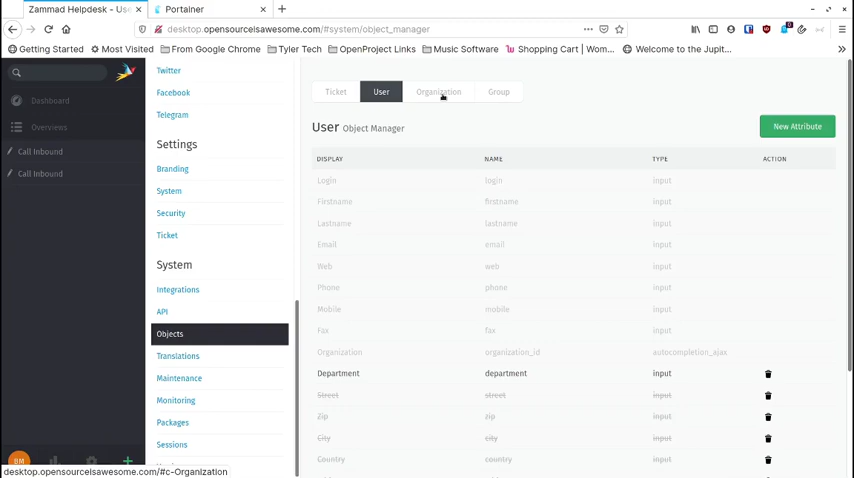 Zammad Helpdesk - Use
Portainer
desktop.opensourceisawesome.com/#system/object_manager
Getting Started
Most Visited
From Google Chrome
Tyler Tech
OpenProject Links
Music Software
Shopping Cart | Wom...
Welcome to the Jupit...
Dashboard
Overviews
Call Inbound
Call Inbound
BM
Twitter
Facebook
Telegram
Settings
Branding
System
Security
Ticket
System
Integrations
API
Objects
Translations
Maintenance
Monitoring
Packages
Sessions
Ticket User Organization Group
User Object Manager
New Attribute
DISPLAY NAME TYPE ACTION
Login login input
Firstname firstname input
Lastname lastname input
Email email input
Web web input
Phone phone input
Mobile mobile input
Fax fax input
Organization organization_id autocompletion_ajax
Department department input
Street street input
Zip zip input
City city input
Country country input
desktop.opensourceisawesome.com/#c-Organization